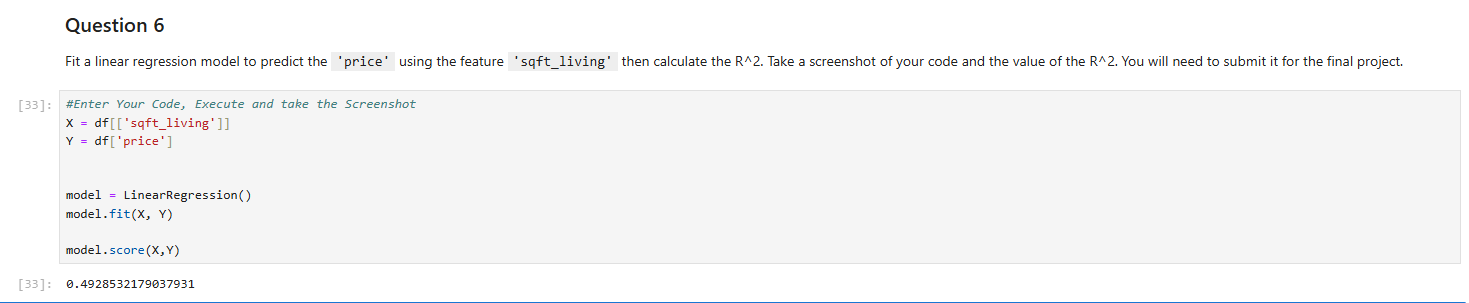 Question 6
Fit a linear regression model to predict the 'price' using the feature 'sqft_living' then calculate the R^2. Take a screenshot of your code and the value of the R^2. You will need to submit it for the final project.
[33]: #Enter Your Code, Execute and take the Screenshot
X = df[['sqft_living']]
Y = df['price']
model = LinearRegression()
model.fit(X, Y)
model.score(X,Y)
[33]: 0.4928532179037931